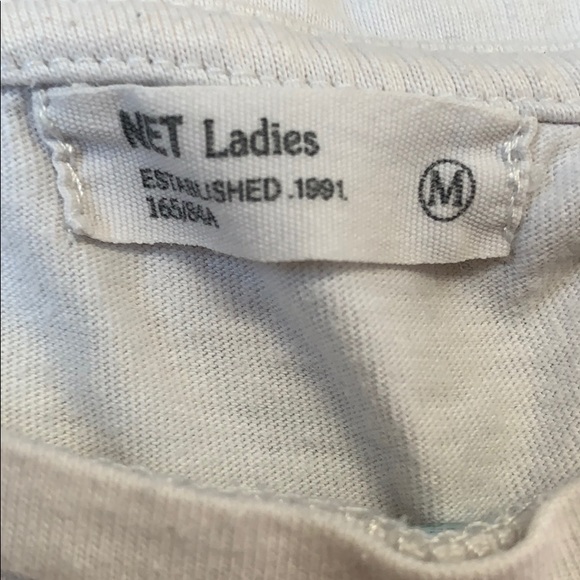 NET Ladies
ESTABLISHED .1991.
165/84A
M